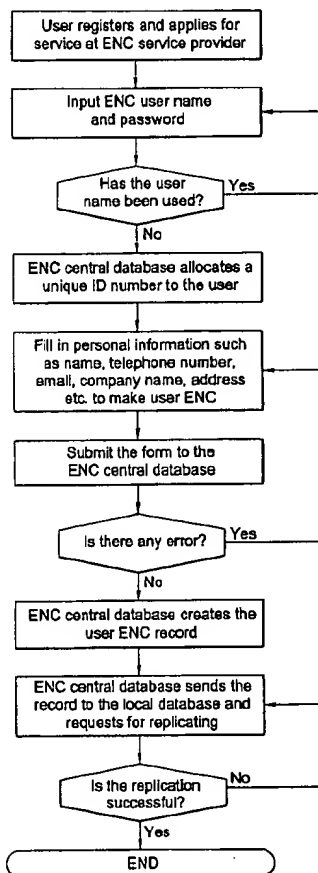 User registers and applies for
service at ENC service provider
Input ENC user name
and password
Has the user
name been used?
Yes
No
ENC central database allocates a
unique ID number to the user
Fill in personal information such
as name, telephone number,
email, company name, address
etc. to make user ENC
Submit the form to the
ENC central database
Is there any error?
Yes
No
ENC central database creates the
user ENC record
ENC central database sends the
record to the local database and
requests for replicating
Is the replication
successful?
No
Yes
END